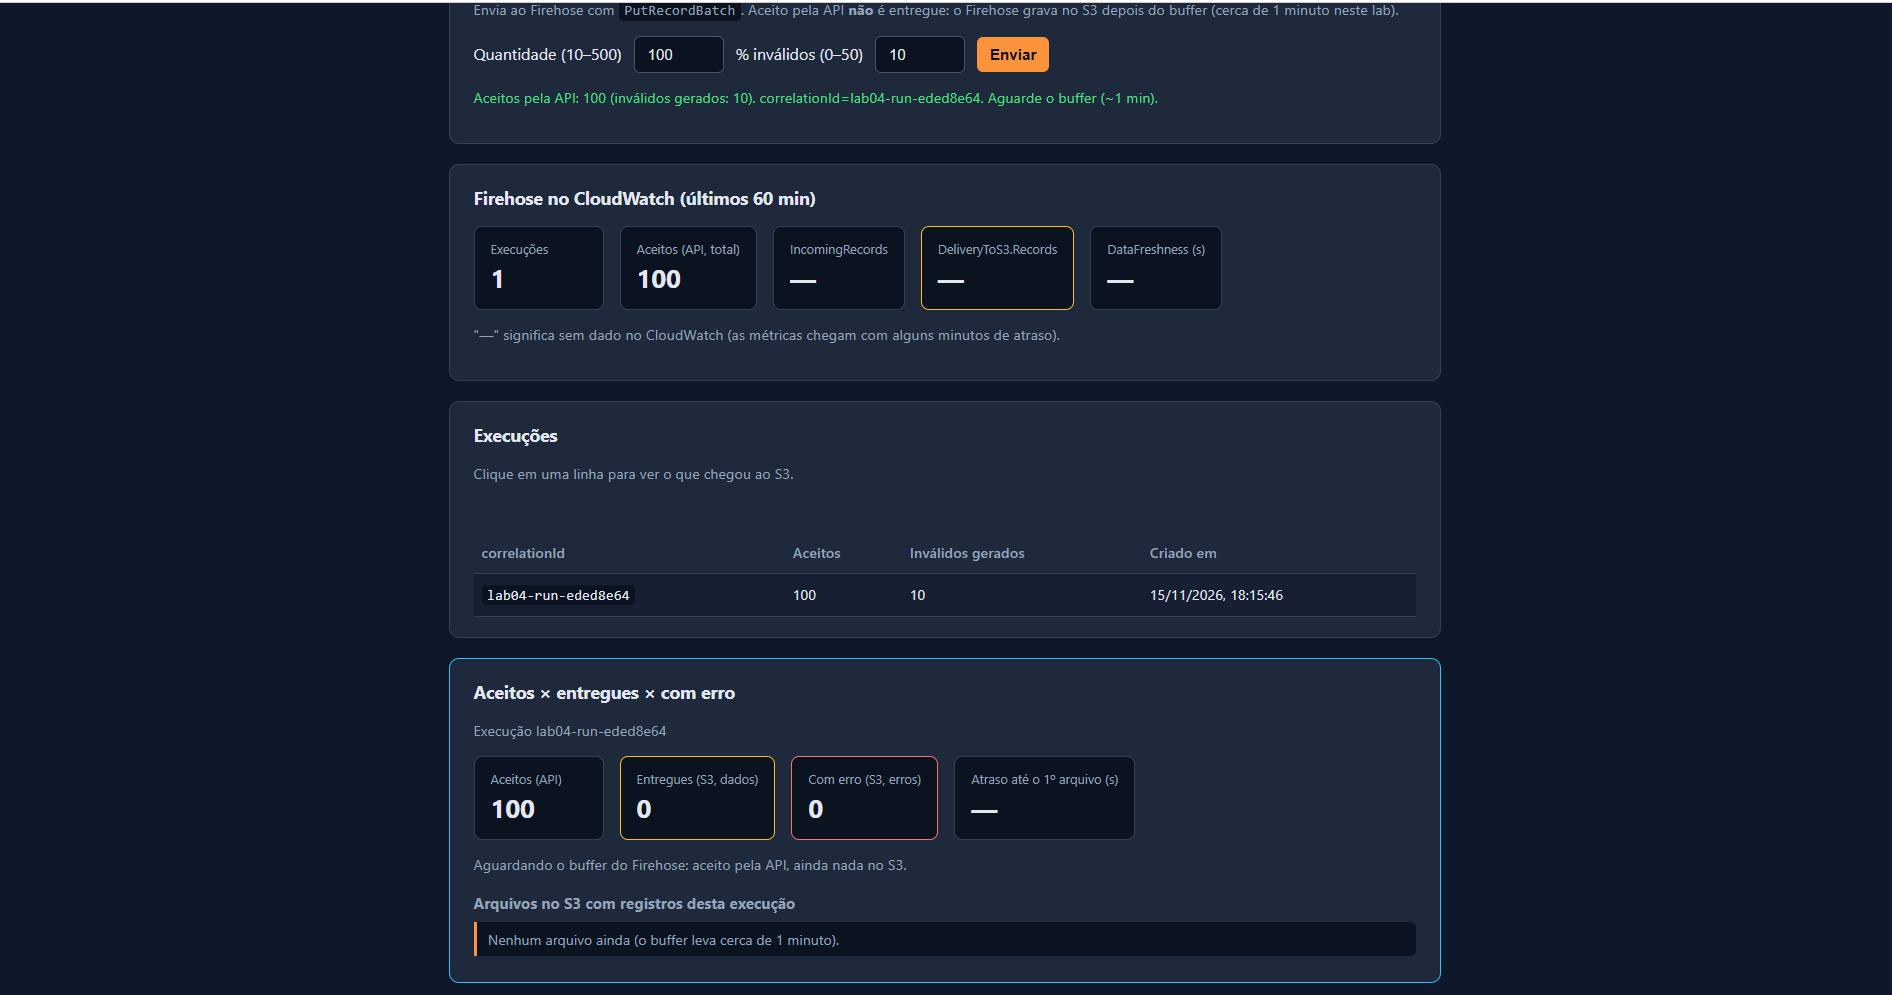 Envia ao Firehose com PutRecordBatch. Aceito pela API não é entregue: o Firehose grava no S3 depois do buffer (cerca de 1 minuto neste lab).
Quantidade (10–500) 100 % inválidos (0–50) 10 Enviar
Aceitos pela API: 100 (inválidos gerados: 10). correlationId=lab04-run-eded8e64. Aguarde o buffer (~1 min).
Firehose no CloudWatch (últimos 60 min)
Execuções Aceitos (API, total) IncomingRecords DeliveryToS3.Records DataFreshness (s)
1 100 — — —
"—" significa sem dado no CloudWatch (as métricas chegam com alguns minutos de atraso).
Execuções
Clique em uma linha para ver o que chegou ao S3.
correlationId Aceitos Inválidos gerados Criado em
lab04-run-eded8e64 100 10 15/11/2026, 18:15:46
Aceitos × entregues × com erro
Execução lab04-run-eded8e64
Aceitos (API) Entregues (S3, dados) Com erro (S3, erros) Atraso até o 1º arquivo (s)
100 0 0 —
Aguardando o buffer do Firehose: aceito pela API, ainda nada no S3.
Arquivos no S3 com registros desta execução
Nenhum arquivo ainda (o buffer leva cerca de 1 minuto).